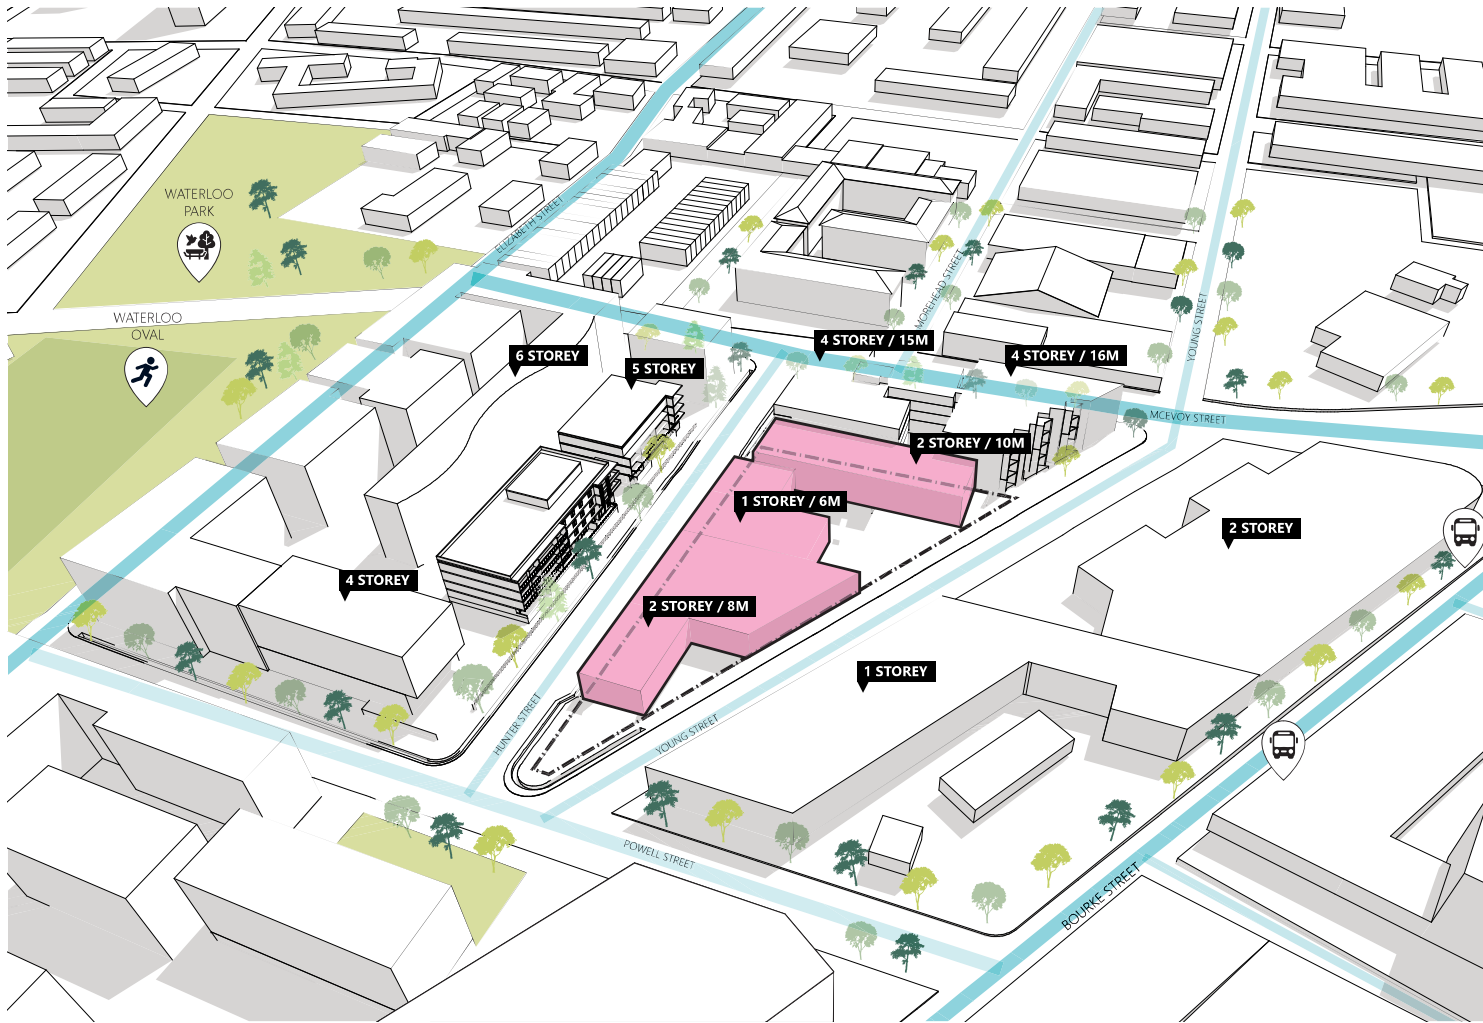 WATERLOO
PARK
ELIZABETH STREET
MOREHEAD STREET
YOUNG STREET
WATERLOO
OVAL
6 STOREY
5 STOREY
4 STOREY / 15M
4 STOREY / 16M
MCEVOY STREET
2 STOREY / 10M
1 STOREY / 6M
2 STOREY
4 STOREY
2 STOREY / 8M
1 STOREY
HUNTER STREET
YOUNG STREET
POWELL STREET
BOURKE STREET